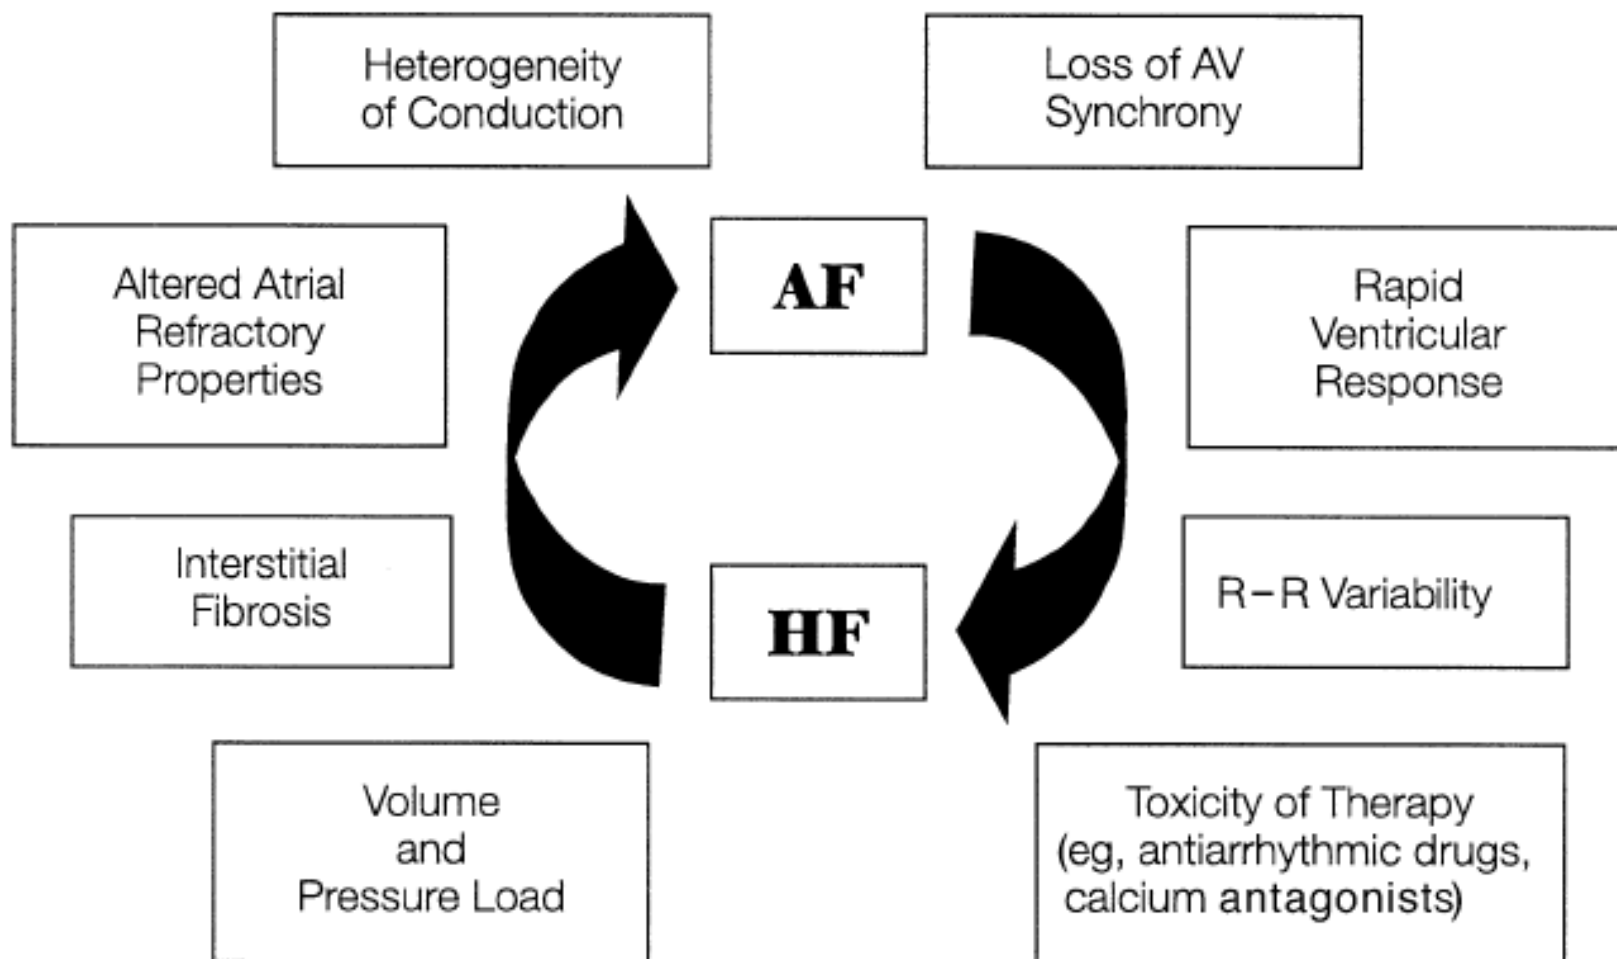 Heterogeneity
of Conduction
Loss of AV
Synchrony
Altered Atrial
Refractory
Properties
AF
Rapid
Ventricular
Response
Interstitial
Fibrosis
HF
R–R Variability
Volume
and
Pressure Load
Toxicity of Therapy
(eg, antiarrhythmic drugs,
calcium antagonists)